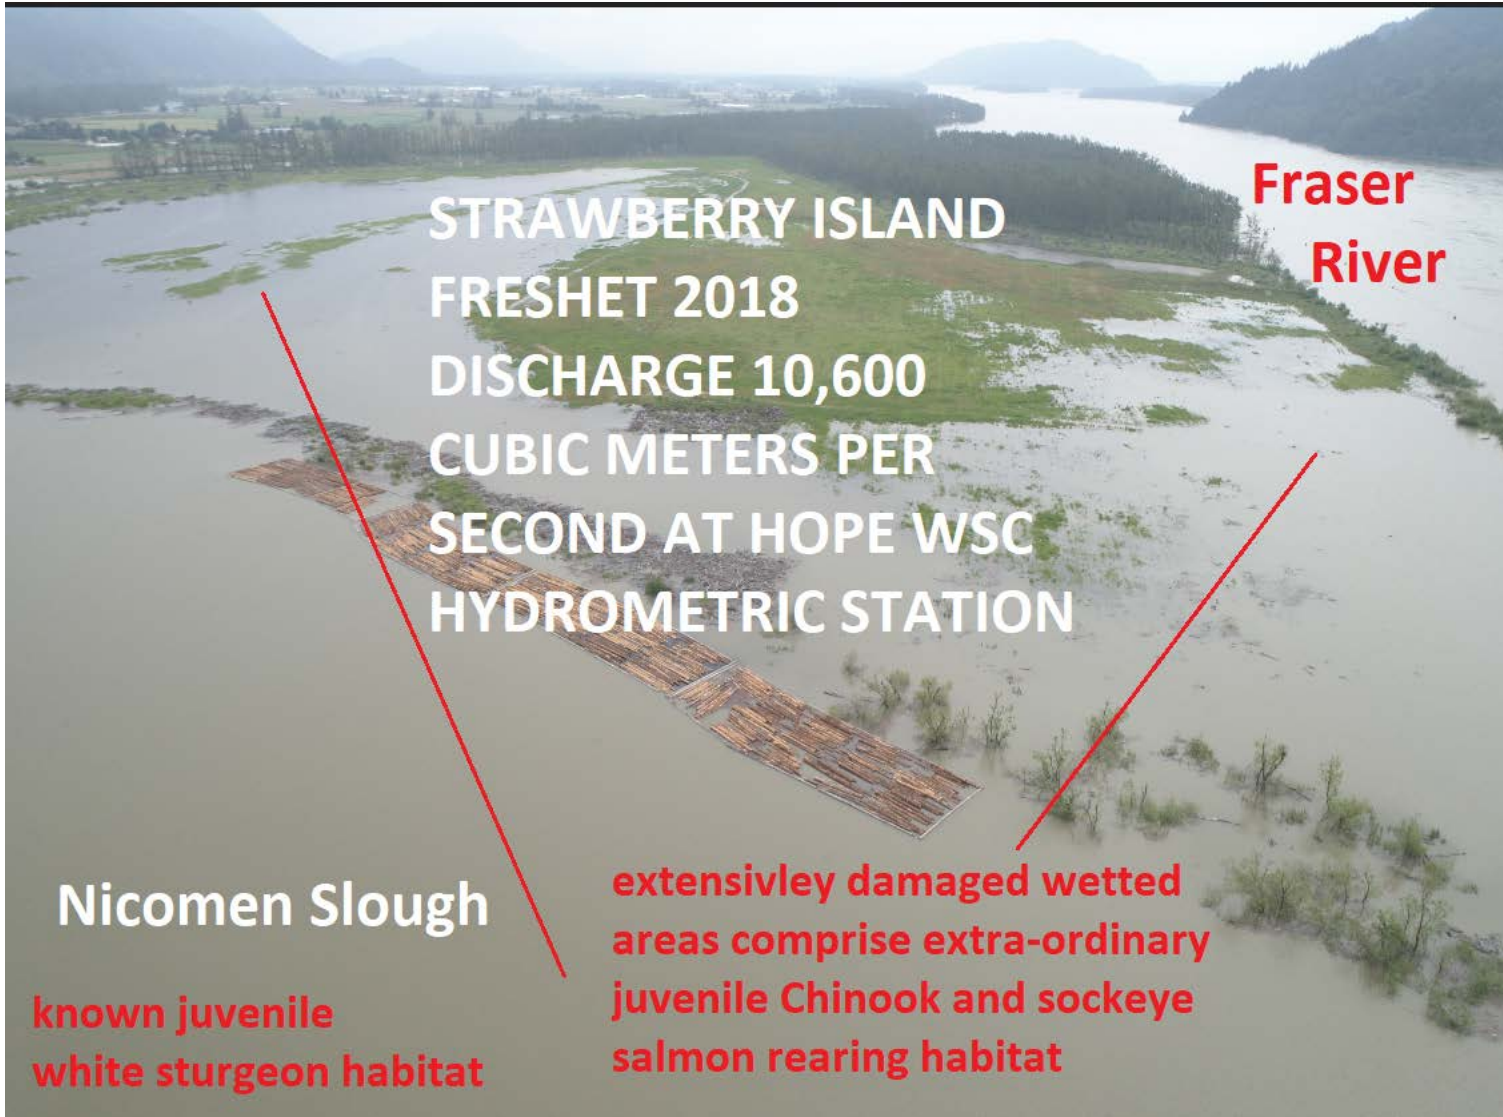 Fraser
River
STRAWBERRY ISLAND
FRESHET 2018
DISCHARGE 10,600
CUBIC METERS PER
SECOND AT HOPE WSC
HYDROMETRIC STATION
Nicomen Slough
known juvenile
white sturgeon habitat
extensivley damaged wetted
areas comprise extra-ordinary
juvenile Chinook and sockeye
salmon rearing habitat